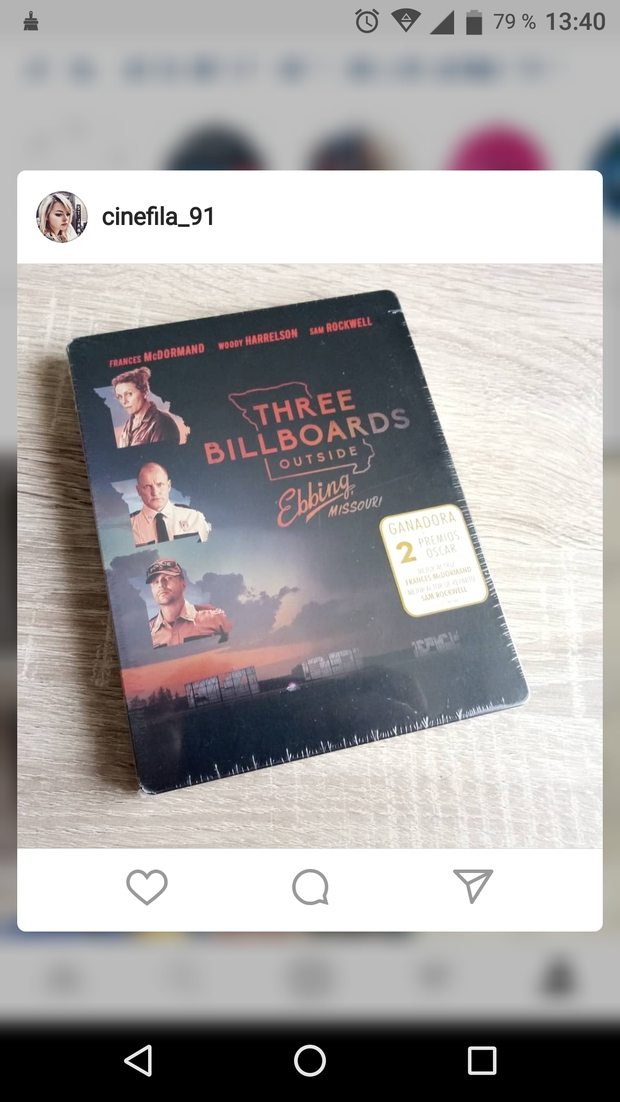 79 % 13:40
cinefila_91
FRANCES McDORMAND WOODY HARRELSON SAM ROCKWELL
THREE
BILLBOARDS
OUTSIDE
Ebbing,
MISSOURI
GANADORA
2 PREMIOS
OSCAR
FRANCES McDORMAND
SAM ROCKWELL